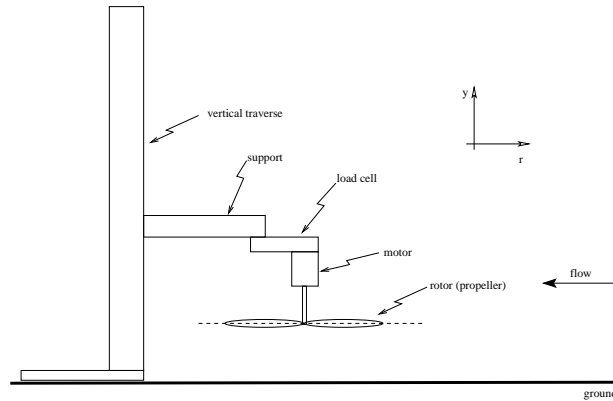 y
vertical traverse
r
support
load cell
motor
flow
rotor (propeller)
ground